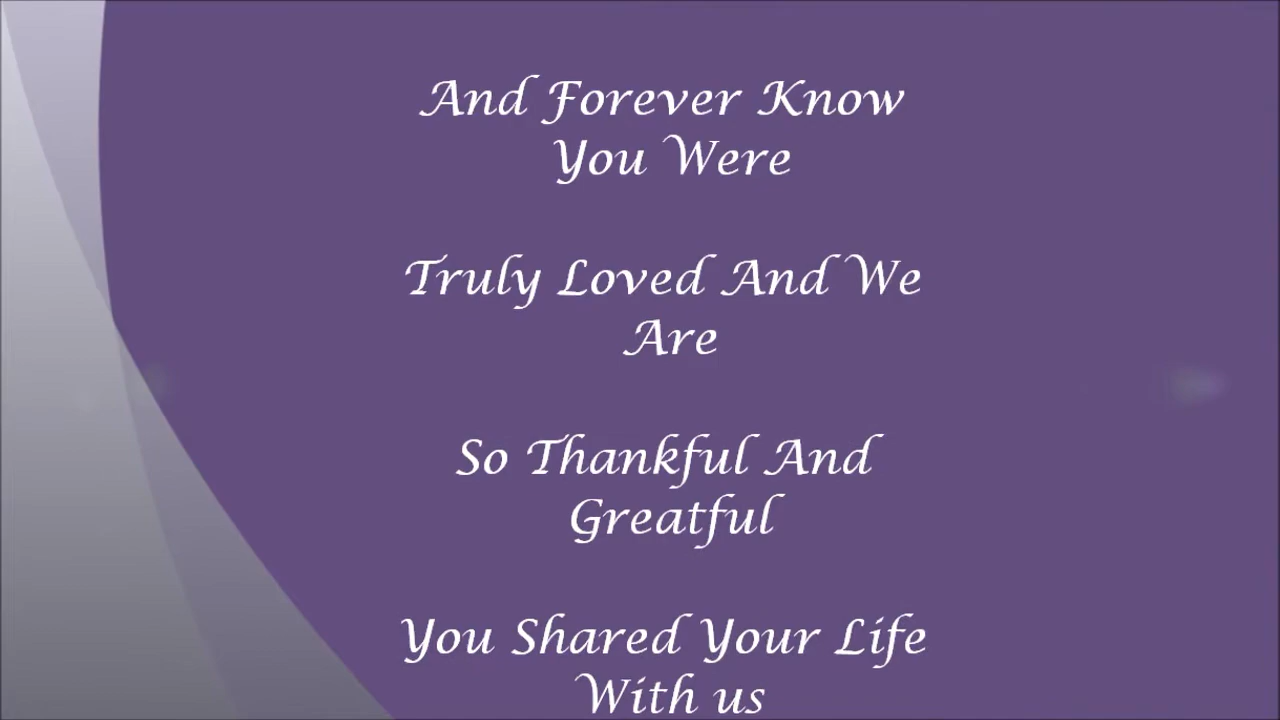 And Forever Know
You Were
Truly Loved And We
Are
So Thankful And
Greatful
You Shared Your Life
With us